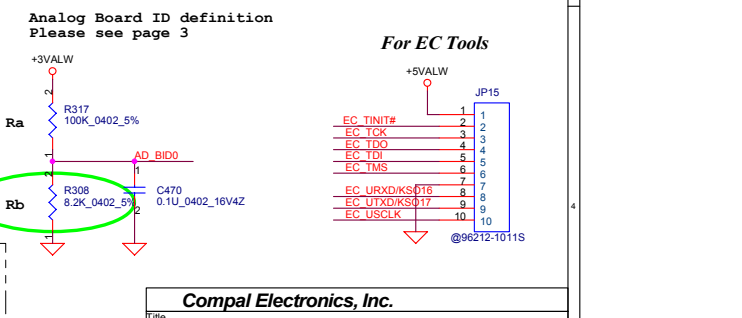 Analog Board ID definition
Please see page 3
+3VALW
2
Ra
R317
100K_0402_5%
1
AD_BID0
2
1
Rb
R308
8.2K_0402_5%
C470
0.1U_0402_16V4Z
2
1
For EC Tools
+5VALW
JP15
1 1
EC_TINIT# 2 2
EC_TCK 3 3
EC_TDO 4 4
EC_TDI 5 5
EC_TMS 6 6
7 7
EC_URXD/KSO16 8 8
EC_UTXD/KSO17 9 9
EC_USCLK 10 10
@96212-1011S
4
Compal Electronics, Inc.
Title